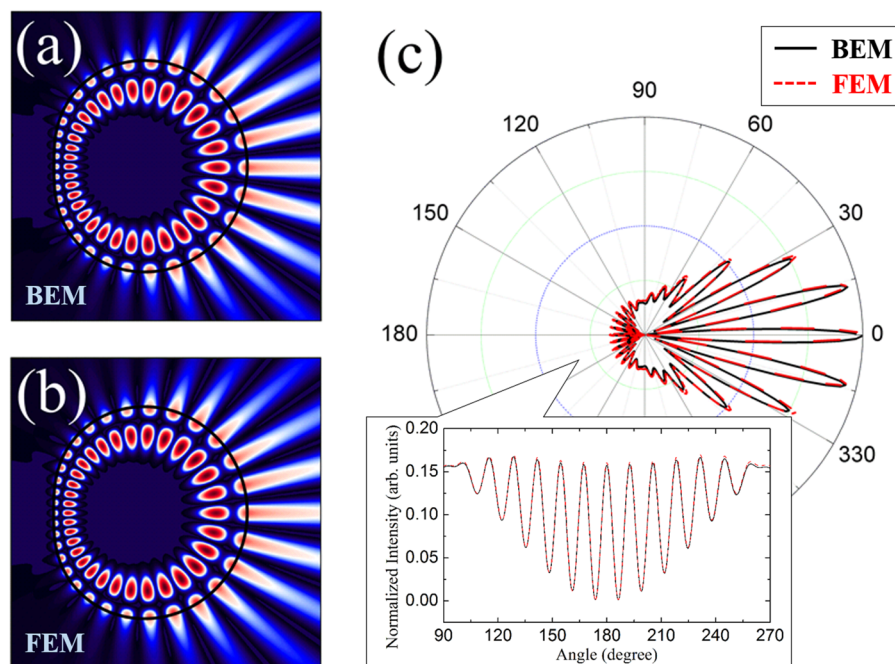 (a)
BEM
(b)
FEM
(c)
BEM
FEM
90
120
60
150
30
180
0
330
Normalized Intensity (arb. units)
0.20
0.15
0.10
0.05
0.00
90 120 150 180 210 240 270
Angle (degree)